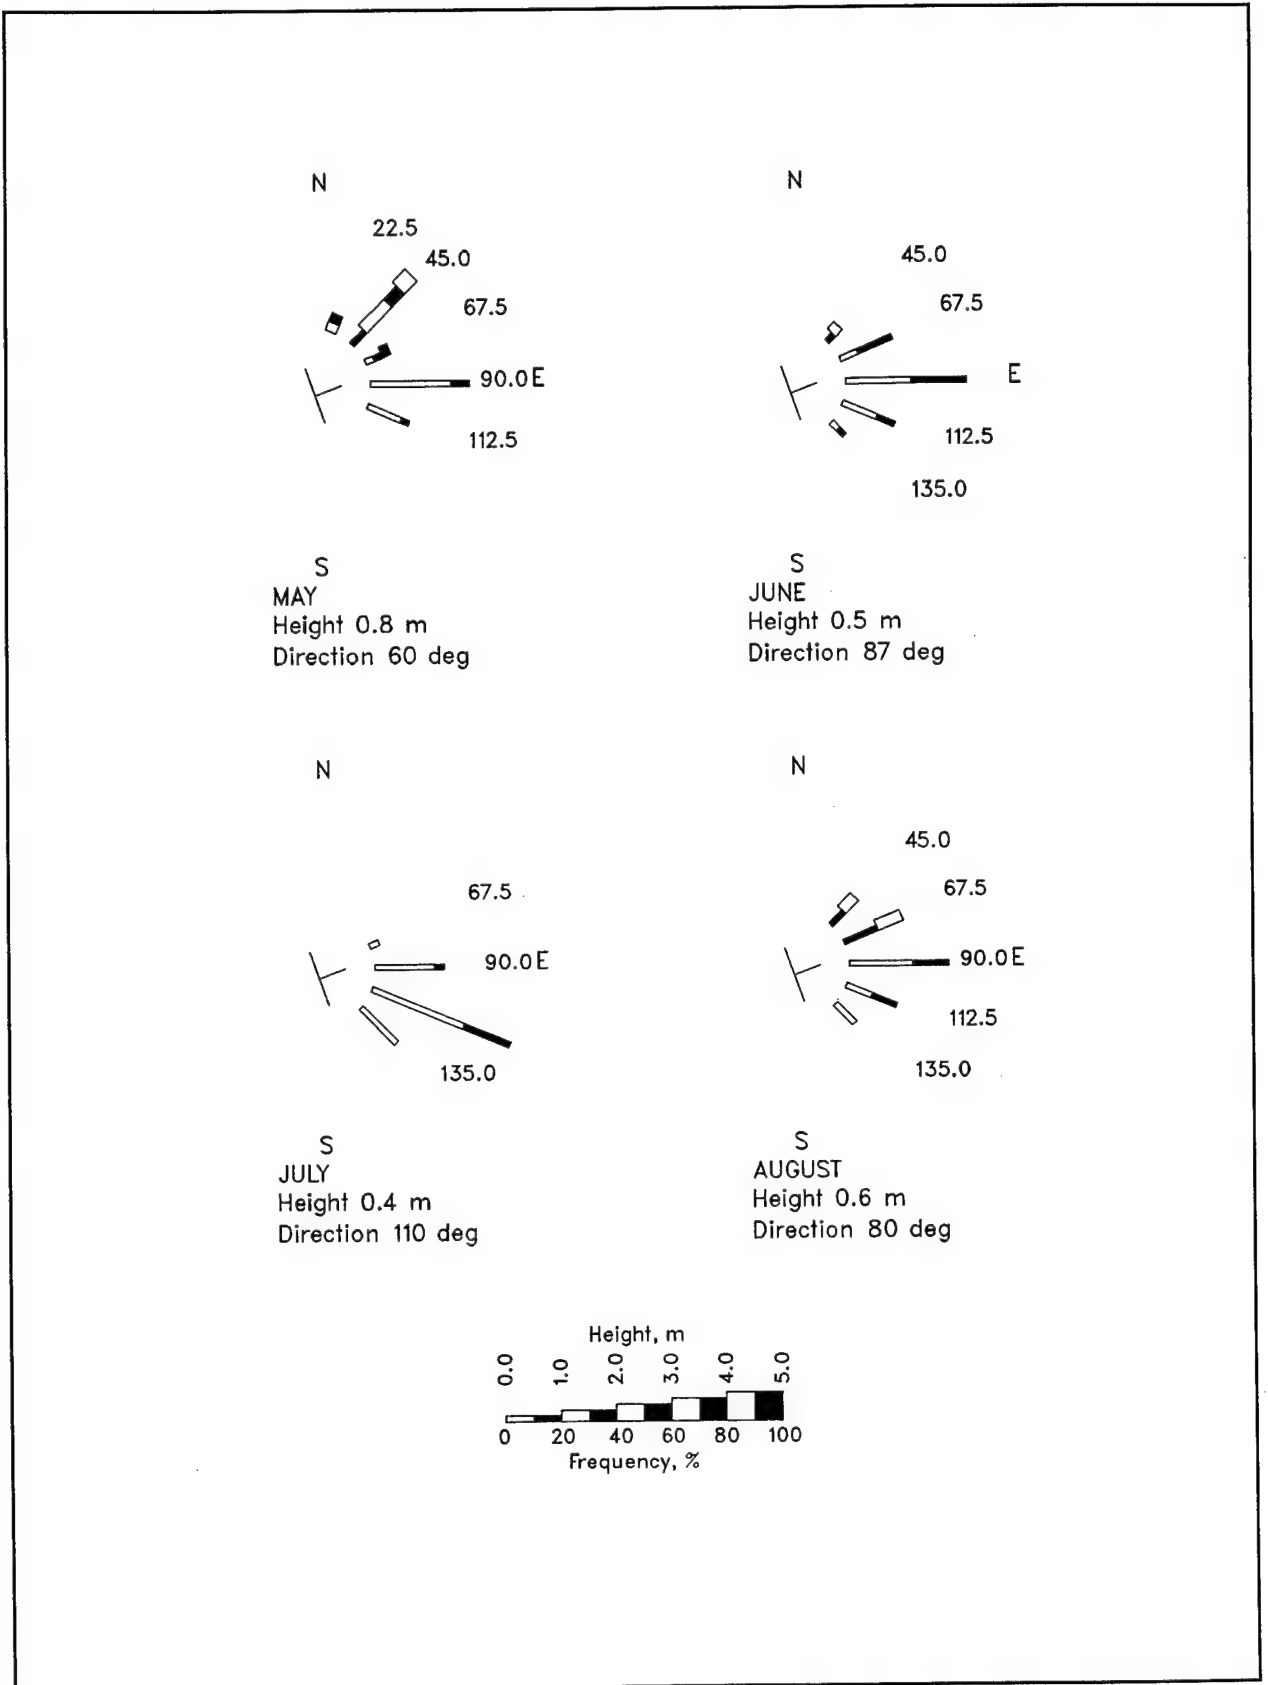 N
22.5
45.0
67.5
90.0 E
112.5
S
MAY
Height 0.8 m
Direction 60 deg
N
45.0
67.5
E
112.5
135.0
S
JUNE
Height 0.5 m
Direction 87 deg
N
67.5
90.0 E
135.0
S
JULY
Height 0.4 m
Direction 110 deg
N
45.0
67.5
90.0 E
112.5
135.0
S
AUGUST
Height 0.6 m
Direction 80 deg
Height, m
0.0 1.0 2.0 3.0 4.0 5.0
0 20 40 60 80 100
Frequency, %